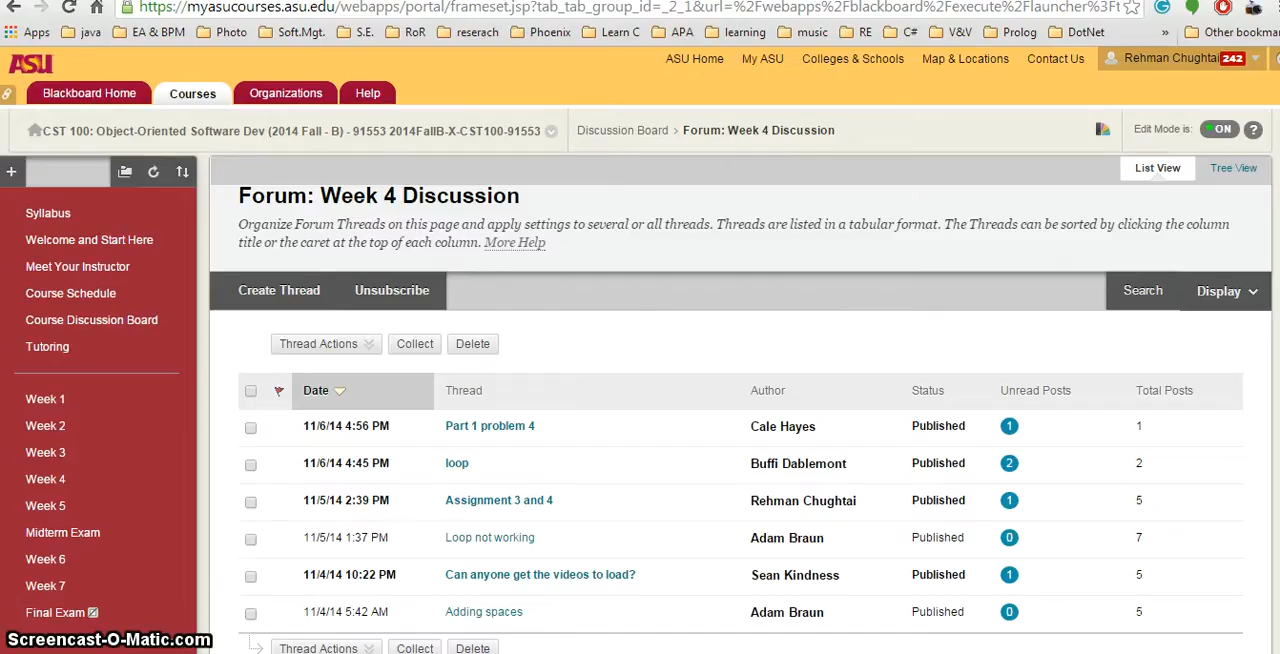 https://myasucourses.asu.edu/webapps/portal/frameset.jsp?tab_tab_group_id=_2_1&url=%2Fwebapps%2Fblackboard%2Fexecute%2Flauncher%3Ft
Apps java EA & BPM Photo Soft.Mgt. S.E. RoR reserach Phoenix Learn C APA learning music RE C# V&V Prolog DotNet » Other bookmar
ASU ASU Home My ASU Colleges & Schools Map & Locations Contact Us Rehman Chughtai 242
Blackboard Home Courses Organizations Help
CST 100: Object-Oriented Software Dev (2014 Fall - B) - 91553 2014FallB-X-CST100-91553 Discussion Board > Forum: Week 4 Discussion Edit Mode is: ON ?
List View Tree View
Syllabus
Welcome and Start Here
Meet Your Instructor
Course Schedule
Course Discussion Board
Tutoring
Week 1
Week 2
Week 3
Week 4
Week 5
Midterm Exam
Week 6
Week 7
Final Exam
Forum: Week 4 Discussion
Organize Forum Threads on this page and apply settings to several or all threads. Threads are listed in a tabular format. The Threads can be sorted by clicking the column
title or the caret at the top of each column. More Help
Create Thread Unsubscribe Search Display
Thread Actions Collect Delete
Date Thread Author Status Unread Posts Total Posts
11/6/14 4:56 PM Part 1 problem 4 Cale Hayes Published 1 1
11/6/14 4:45 PM loop Buffi Dablemont Published 2 2
11/5/14 2:39 PM Assignment 3 and 4 Rehman Chughtai Published 1 5
11/5/14 1:37 PM Loop not working Adam Braun Published 0 7
11/4/14 10:22 PM Can anyone get the videos to load? Sean Kindness Published 1 5
11/4/14 5:42 AM Adding spaces Adam Braun Published 0 5
Thread Actions Collect Delete
Screencast-O-Matic.com